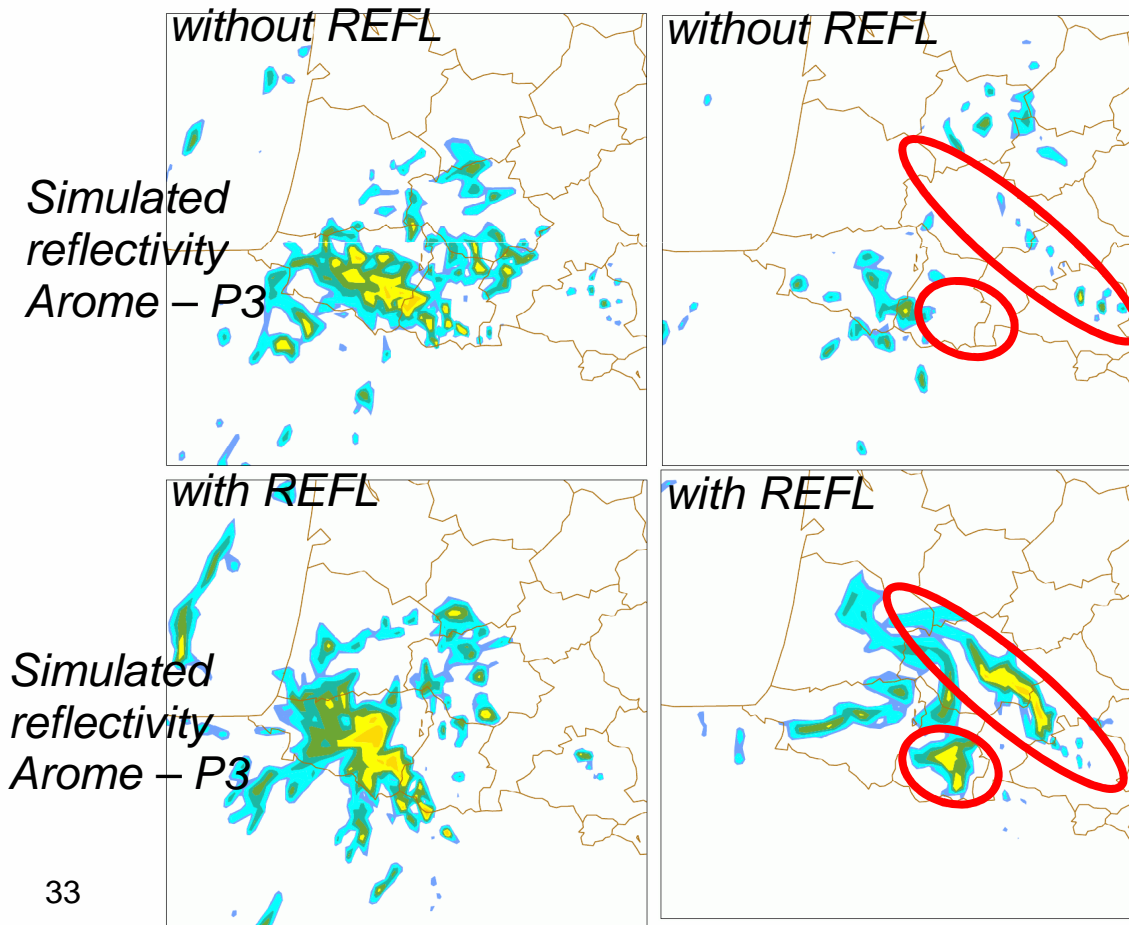 without REFL
without REFL
Simulated
reflectivity
Arome – P3
with REFL
with REFL
Simulated
reflectivity
Arome – P3
33